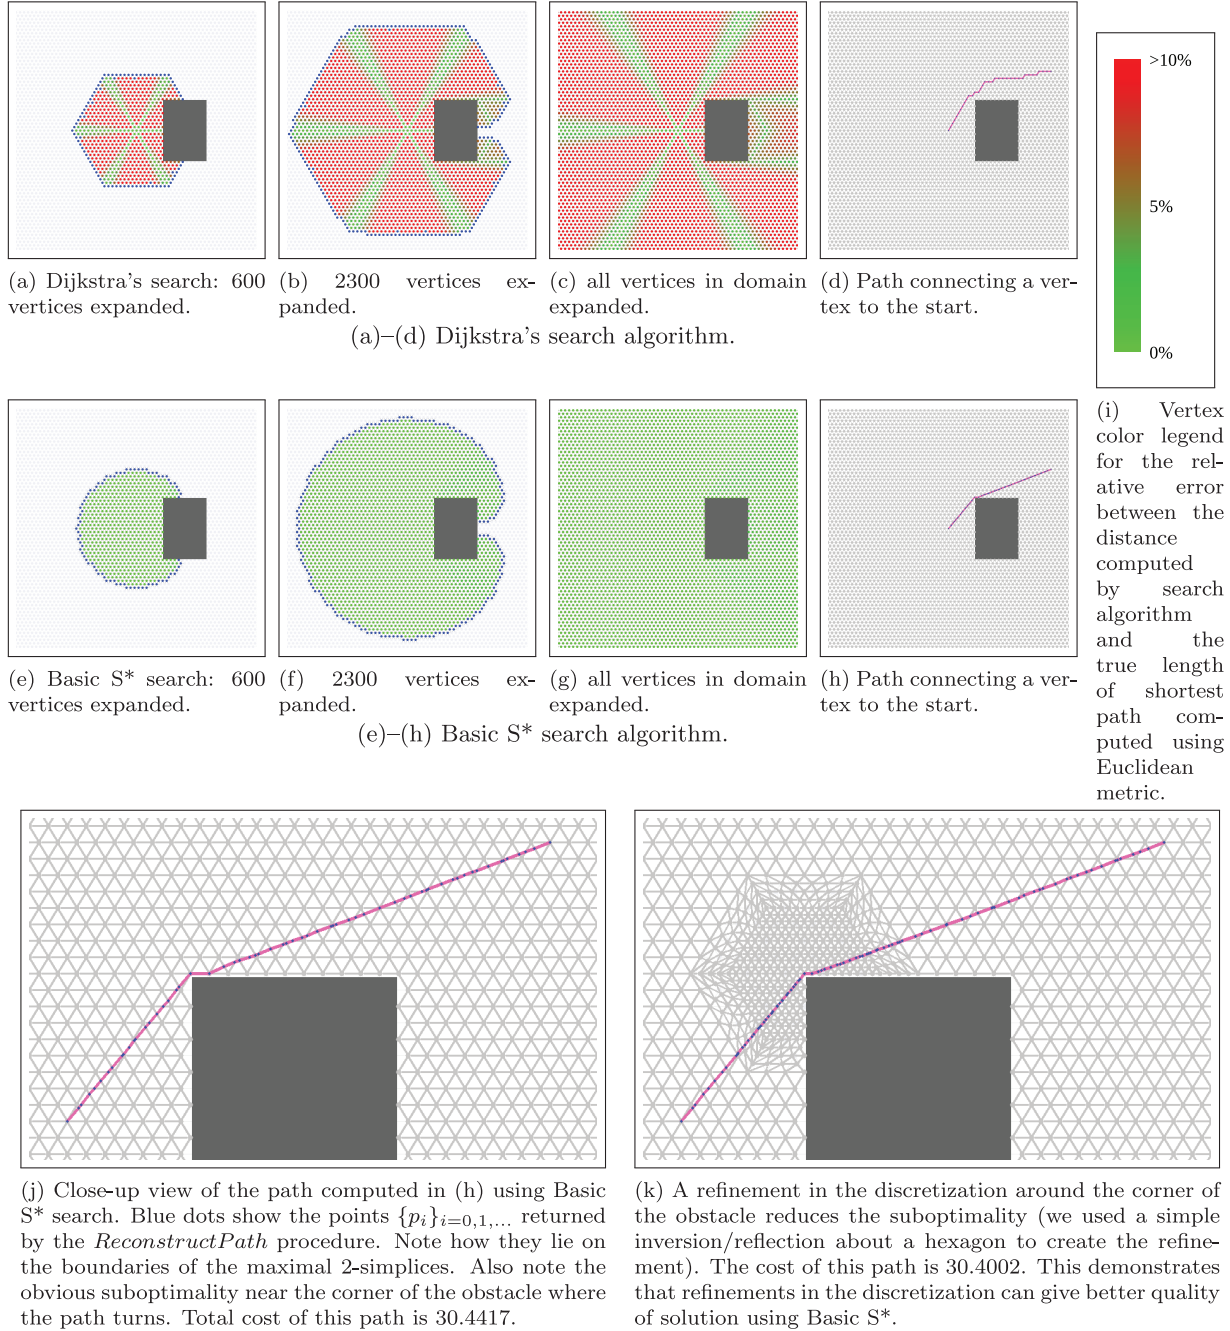 (a) Dijkstra's search: 600
vertices expanded.
(b) 2300 vertices ex-
panded.
(c) all vertices in domain
expanded.
(d) Path connecting a ver-
tex to the start.
(a)–(d) Dijkstra's search algorithm.
>10%
5%
0%
(e) Basic S* search: 600
vertices expanded.
(f) 2300 vertices ex-
panded.
(g) all vertices in domain
expanded.
(h) Path connecting a ver-
tex to the start.
(e)–(h) Basic S* search algorithm.
(i) Vertex
color legend
for the rel-
ative error
between the
distance
computed
by search
algorithm
and the
true length
of shortest
path com-
puted using
Euclidean
metric.
(j) Close-up view of the path computed in (h) using Basic
S* search. Blue dots show the points {p_i}_{i=0,1,...} returned
by the ReconstructPath procedure. Note how they lie on
the boundaries of the maximal 2-simplices. Also note the
obvious suboptimality near the corner of the obstacle where
the path turns. Total cost of this path is 30.4417.
(k) A refinement in the discretization around the corner of
the obstacle reduces the suboptimality (we used a simple
inversion/reflection about a hexagon to create the refine-
ment). The cost of this path is 30.4002. This demonstrates
that refinements in the discretization can give better quality
of solution using Basic S*.